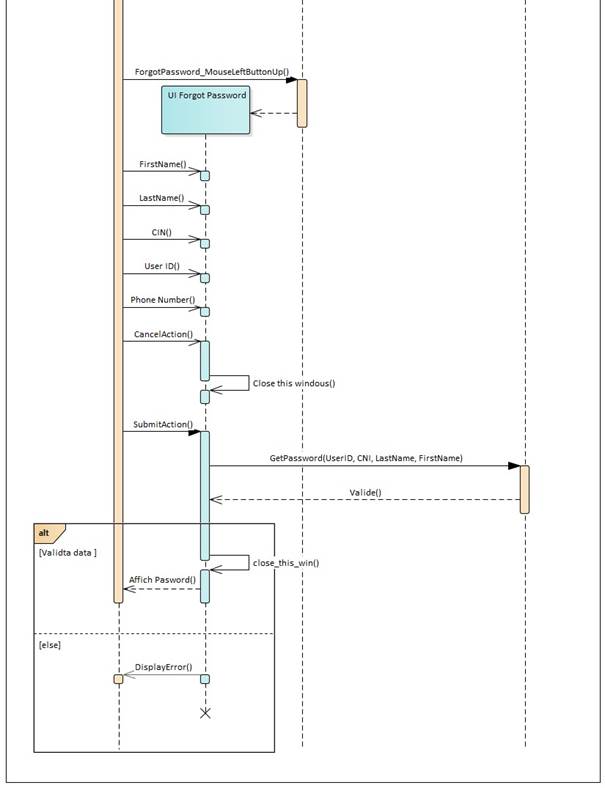 ForgotPassword_MouseLeftButtonUp()
UI Forgot Password
FirstName()
LastName()
CIN()
User ID()
Phone Number()
CancelAction()
Close this windous()
SubmitAction()
GetPassword(UserID, CNI, LastName, FirstName)
Valide()
alt
[Validta data ]
close_this_win()
Affich Pasword()
[else]
DisplayError()